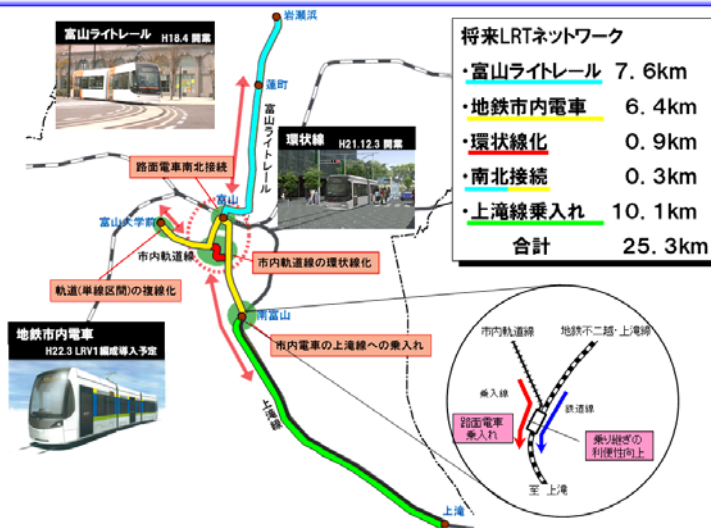 岩瀬浜
富山ライトレール H18.4 開業
蓮町
富山ライトレール
環状線
H21.12.3 開業
路面電車南北接続
富山
富山大学前
市内軌道線
市内軌道線の環状線化
軌道(単線区間)の複線化
南富山
市内電車の上滝線への乗入れ
地鉄市内電車
H22.3 LRV1編成導入予定
上滝線
上滝
将来LRTネットワーク
・富山ライトレール 7.6km
・地鉄市内電車 6.4km
・環状線化 0.9km
・南北接続 0.3km
・上滝線乗入れ 10.1km
合計 25.3km
市内軌道線
地鉄不二越・上滝線
乗入線
鉄道線
路面電車
乗入れ
乗り継ぎの
利便性向上
至 上滝